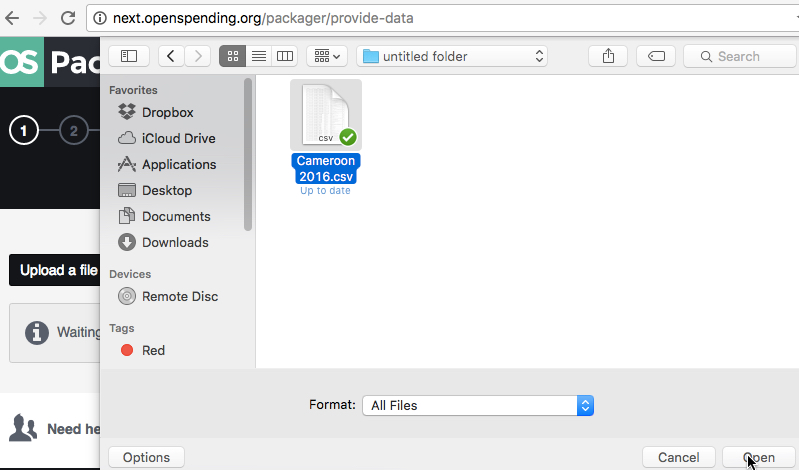 next.openspending.org/packager/provide-data
OS Pac
untitled folder
Search
1
2
Favorites
Dropbox
iCloud Drive
Applications
Desktop
Documents
Downloads
Devices
Remote Disc
Tags
Red
csv
Cameroon
2016.csv
Up to date
Upload a file
Waiting
Need he
Format: All Files
Options
Cancel
Open